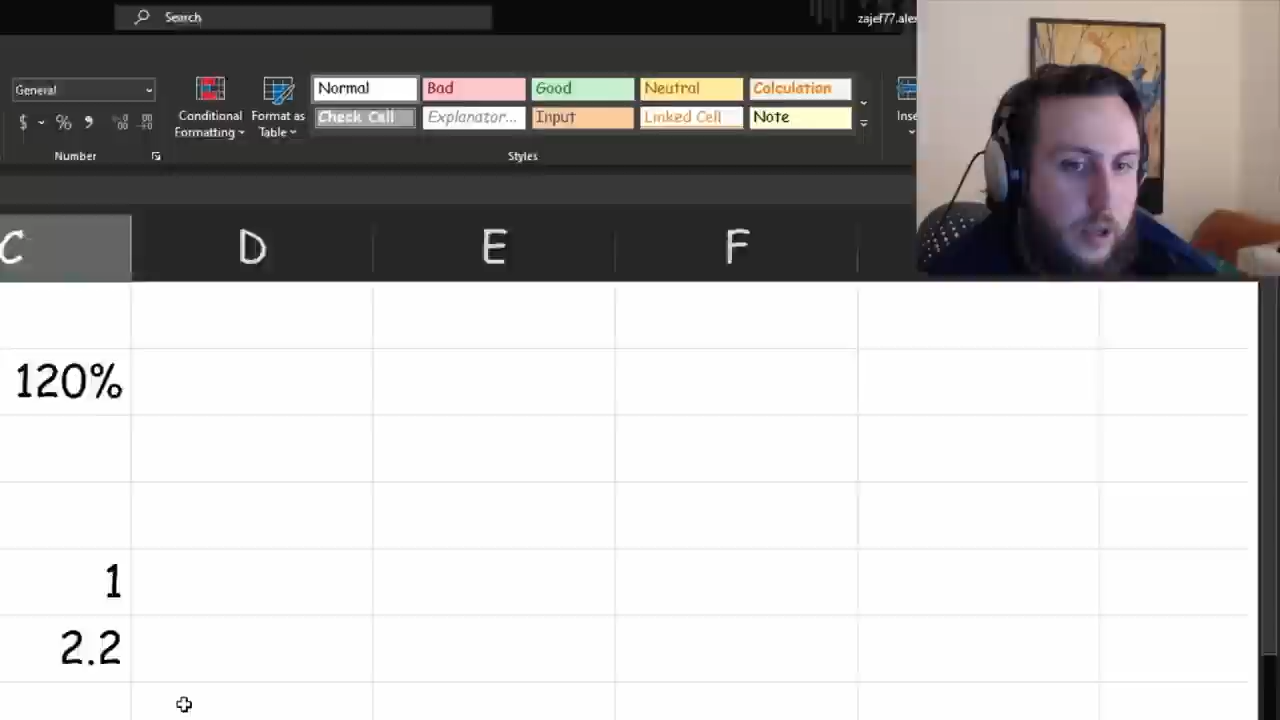 Search
zajef77.alex
General
Conditional Formatting
Format as Table
Normal
Bad
Good
Neutral
Calculation
Check Cell
Explanator...
Input
Linked Cell
Note
$ % 9
Number
Styles
C D E F
120%
1
2.2